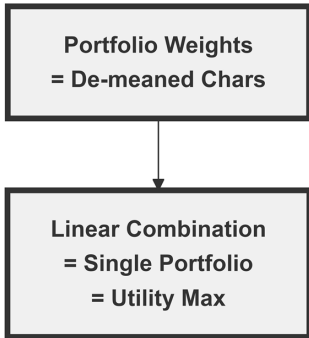 Portfolio Weights
= De-meaned Chars
Linear Combination
= Single Portfolio
= Utility Max